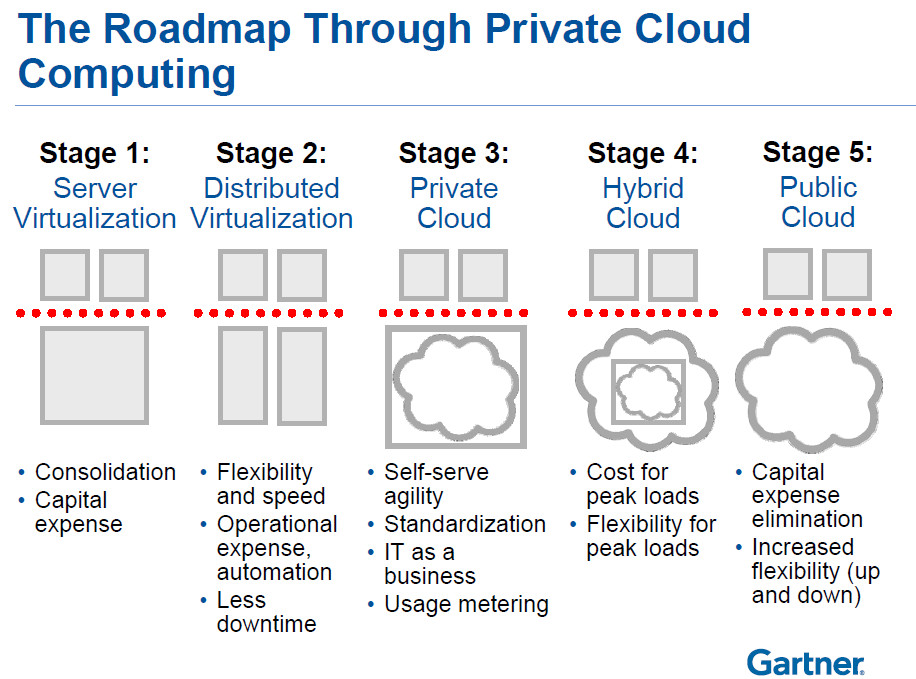 The Roadmap Through Private Cloud
Computing
Stage 1:
Server
Virtualization
• Consolidation
• Capital
expense
Stage 2:
Distributed
Virtualization
• Flexibility
and speed
• Operational
expense,
automation
• Less
downtime
Stage 3:
Private
Cloud
• Self-serve
agility
• Standardization
• IT as a
business
• Usage metering
Stage 4:
Hybrid
Cloud
• Cost for
peak loads
• Flexibility for
peak loads
Stage 5:
Public
Cloud
• Capital
expense
elimination
• Increased
flexibility (up
and down)
Gartner®